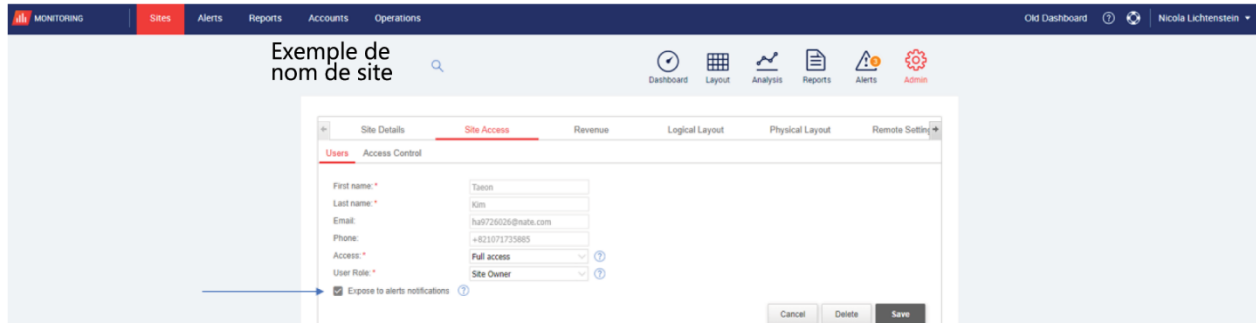 MONITORING Sites Alerts Reports Accounts Operations Old Dashboard ? Nicola Lichtenstein
Exemple de
nom de site
Dashboard Layout Analysis Reports Alerts Admin
Site Details Site Access Revenue Logical Layout Physical Layout Remote Setting
Users Access Control
First name: * Taeon
Last name: * Kim
Email: ha9726026@nate.com
Phone: +821071735865
Access: * Full access ?
User Role: * Site Owner ?
Expose to alerts notifications ?
Cancel Delete Save